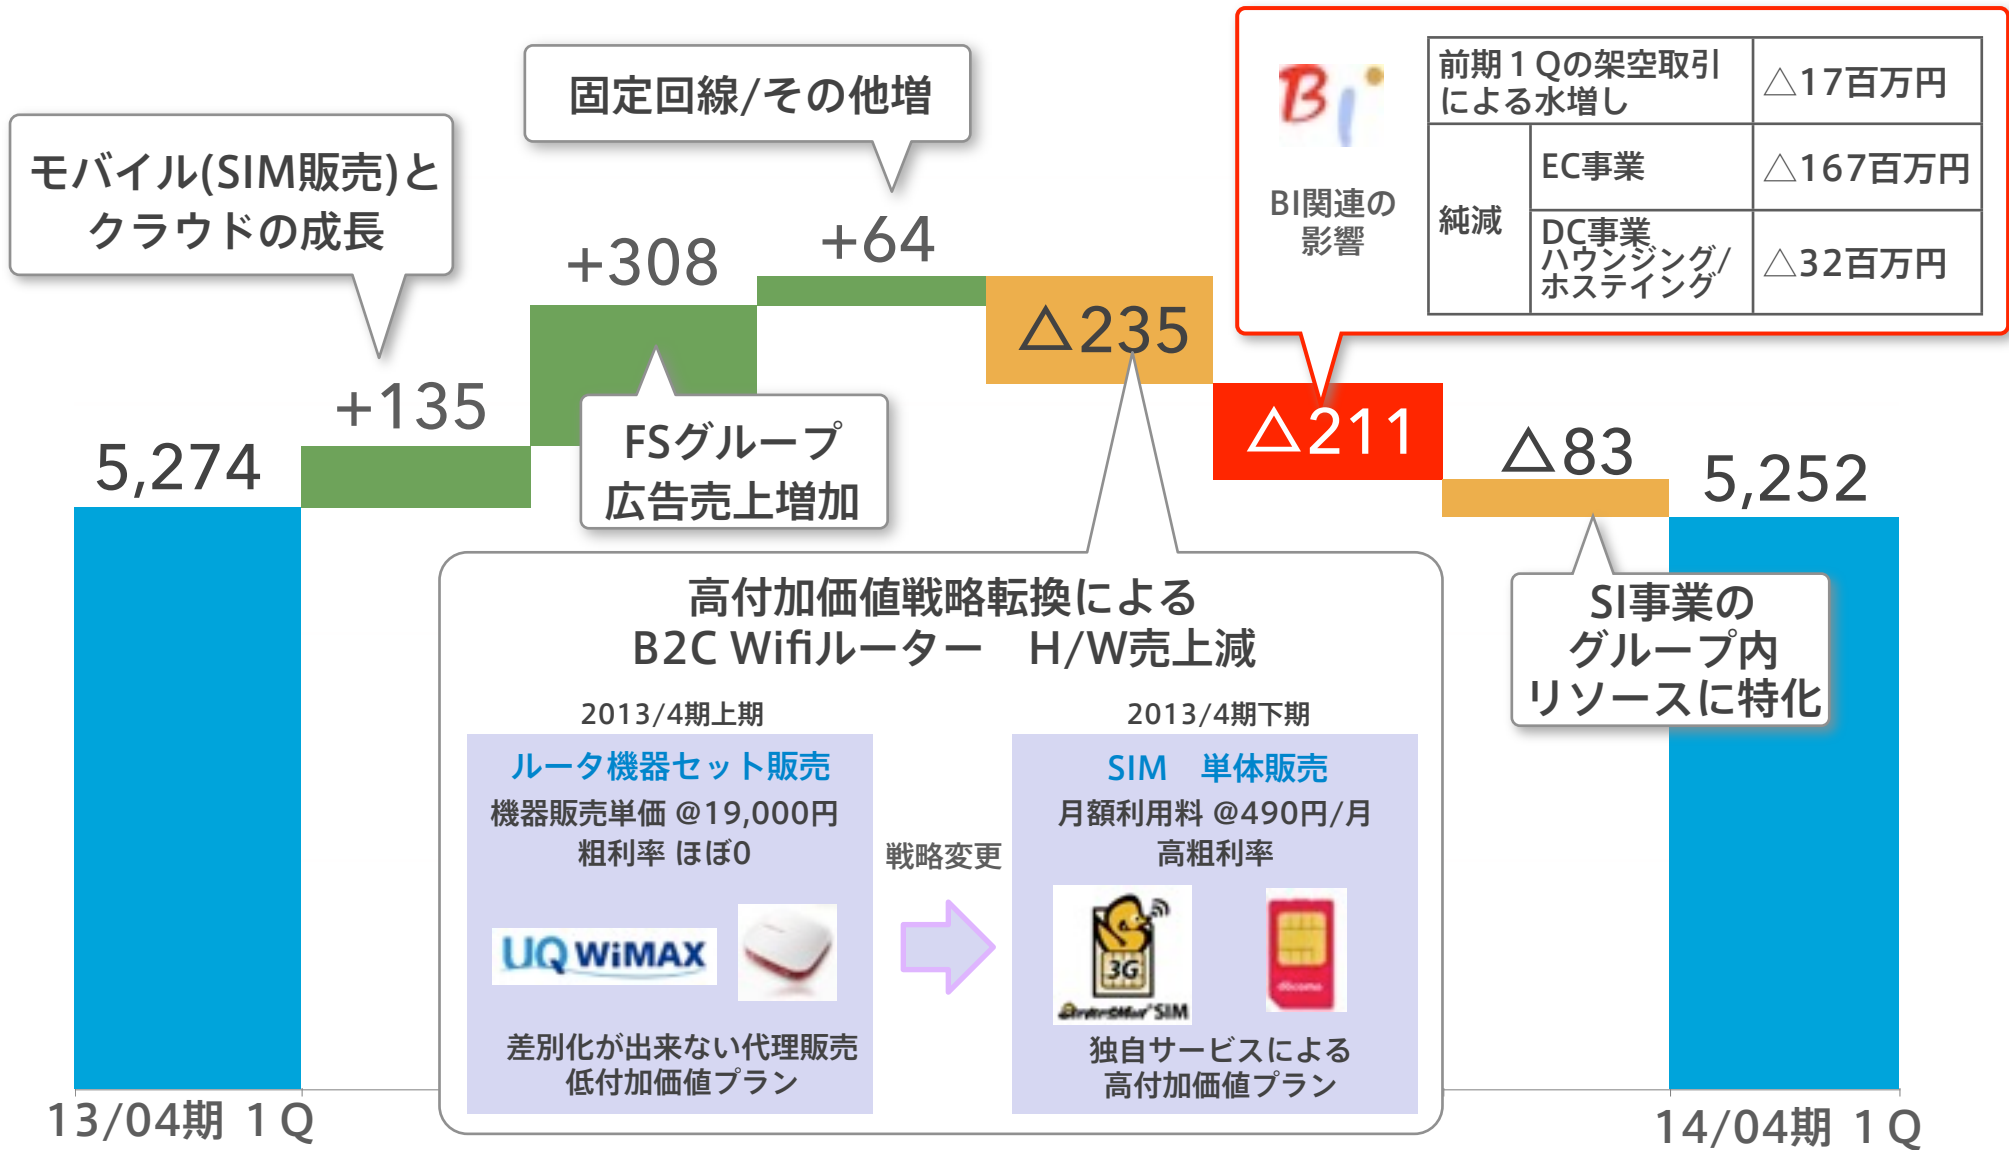 固定回線/その他増
モバイル(SIM販売)と
クラウドの成長
BI
BI関連の
影響
前期１Qの架空取引
による水増し
△17百万円
純減
EC事業
△167百万円
DC事業
ハウンジング/
ホステイング
△32百万円
5,274
+135
+308
+64
△235
△211
△83
5,252
FSグループ
広告売上増加
高付加価値戦略転換による
B2C Wifiルーター　H/W売上減
2013/4期上期
ルータ機器セット販売
機器販売単価 @19,000円
粗利率 ほぼ0
UQ WiMAX
差別化が出来ない代理販売
低付加価値プラン
戦略変更
2013/4期下期
SIM　単体販売
月額利用料 @490円/月
高粗利率
3G
ServersMan SIM
docomo
独自サービスによる
高付加価値プラン
SI事業の
グループ内
リソースに特化
13/04期 １Q
14/04期 １Q